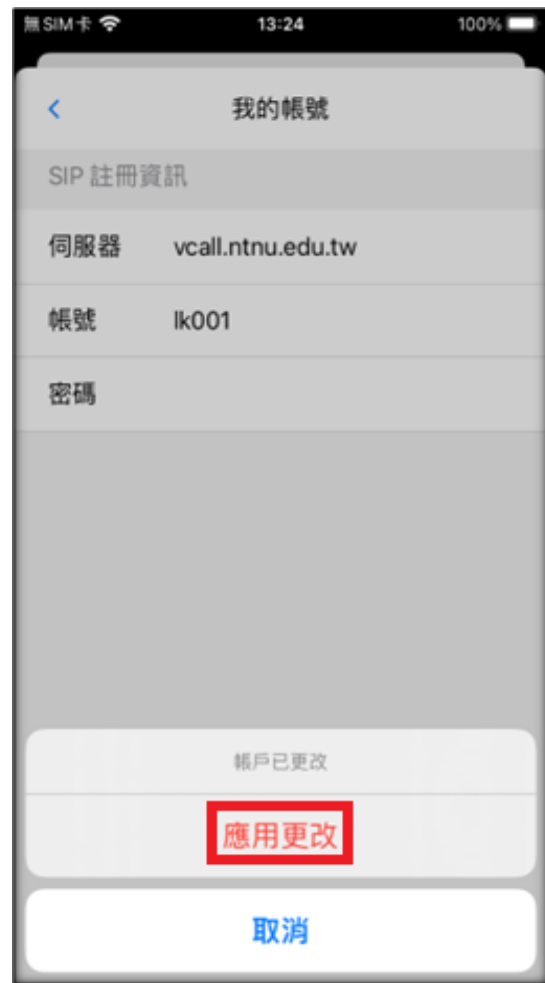 無SIM卡 13:24 100%
我的帳號
SIP 註冊資訊
伺服器 vcall.ntnu.edu.tw
帳號 lk001
密碼
帳戶已更改
應用更改
取消